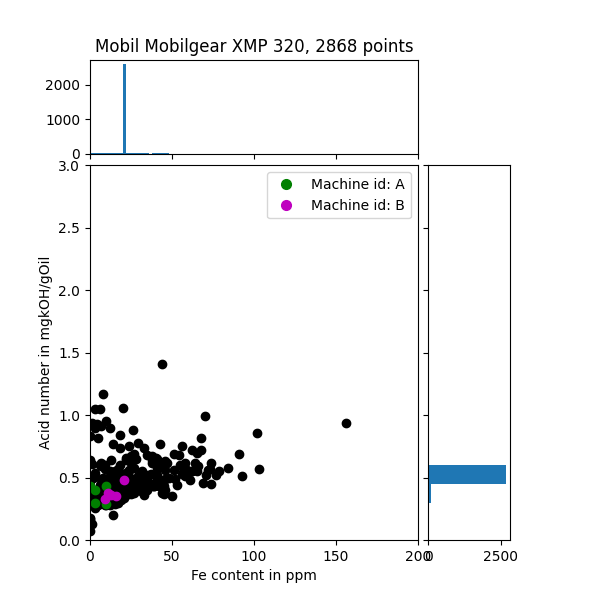 Mobil Mobilgear XMP 320, 2868 points
2000
1000
0
3.0
2.5
2.0
1.5
1.0
0.5
0.0
Acid number in mgkOH/gOil
Machine id: A
Machine id: B
0 50 100 150 200
0 2500
Fe content in ppm